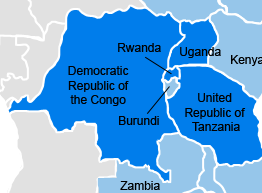 Rwanda
Uganda
Kenya
Democratic
Republic of
the Congo
Burundi
United
Republic of
Tanzania
Zambia